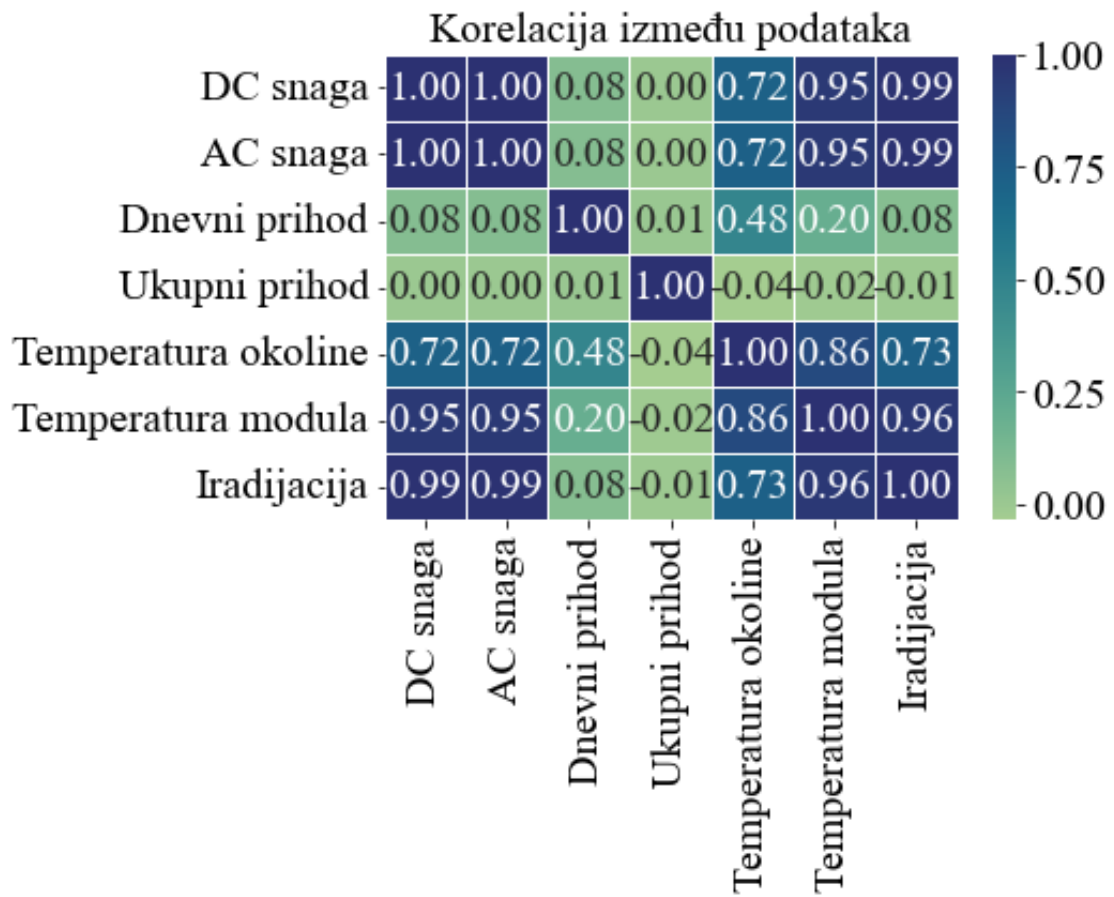 Korelacija između podataka
DC snaga 1.00 1.00 0.08 0.00 0.72 0.95 0.99
AC snaga 1.00 1.00 0.08 0.00 0.72 0.95 0.99
Dnevni prihod 0.08 0.08 1.00 0.01 0.48 0.20 0.08
Ukupni prihod 0.00 0.00 0.01 1.00 -0.04 -0.02 -0.01
Temperatura okoline 0.72 0.72 0.48 -0.04 1.00 0.86 0.73
Temperatura modula 0.95 0.95 0.20 -0.02 0.86 1.00 0.96
Iradijacija 0.99 0.99 0.08 -0.01 0.73 0.96 1.00
DC snaga
AC snaga
Dnevni prihod
Ukupni prihod
Temperatura okoline
Temperatura modula
Iradijacija
1.00
0.75
0.50
0.25
0.00